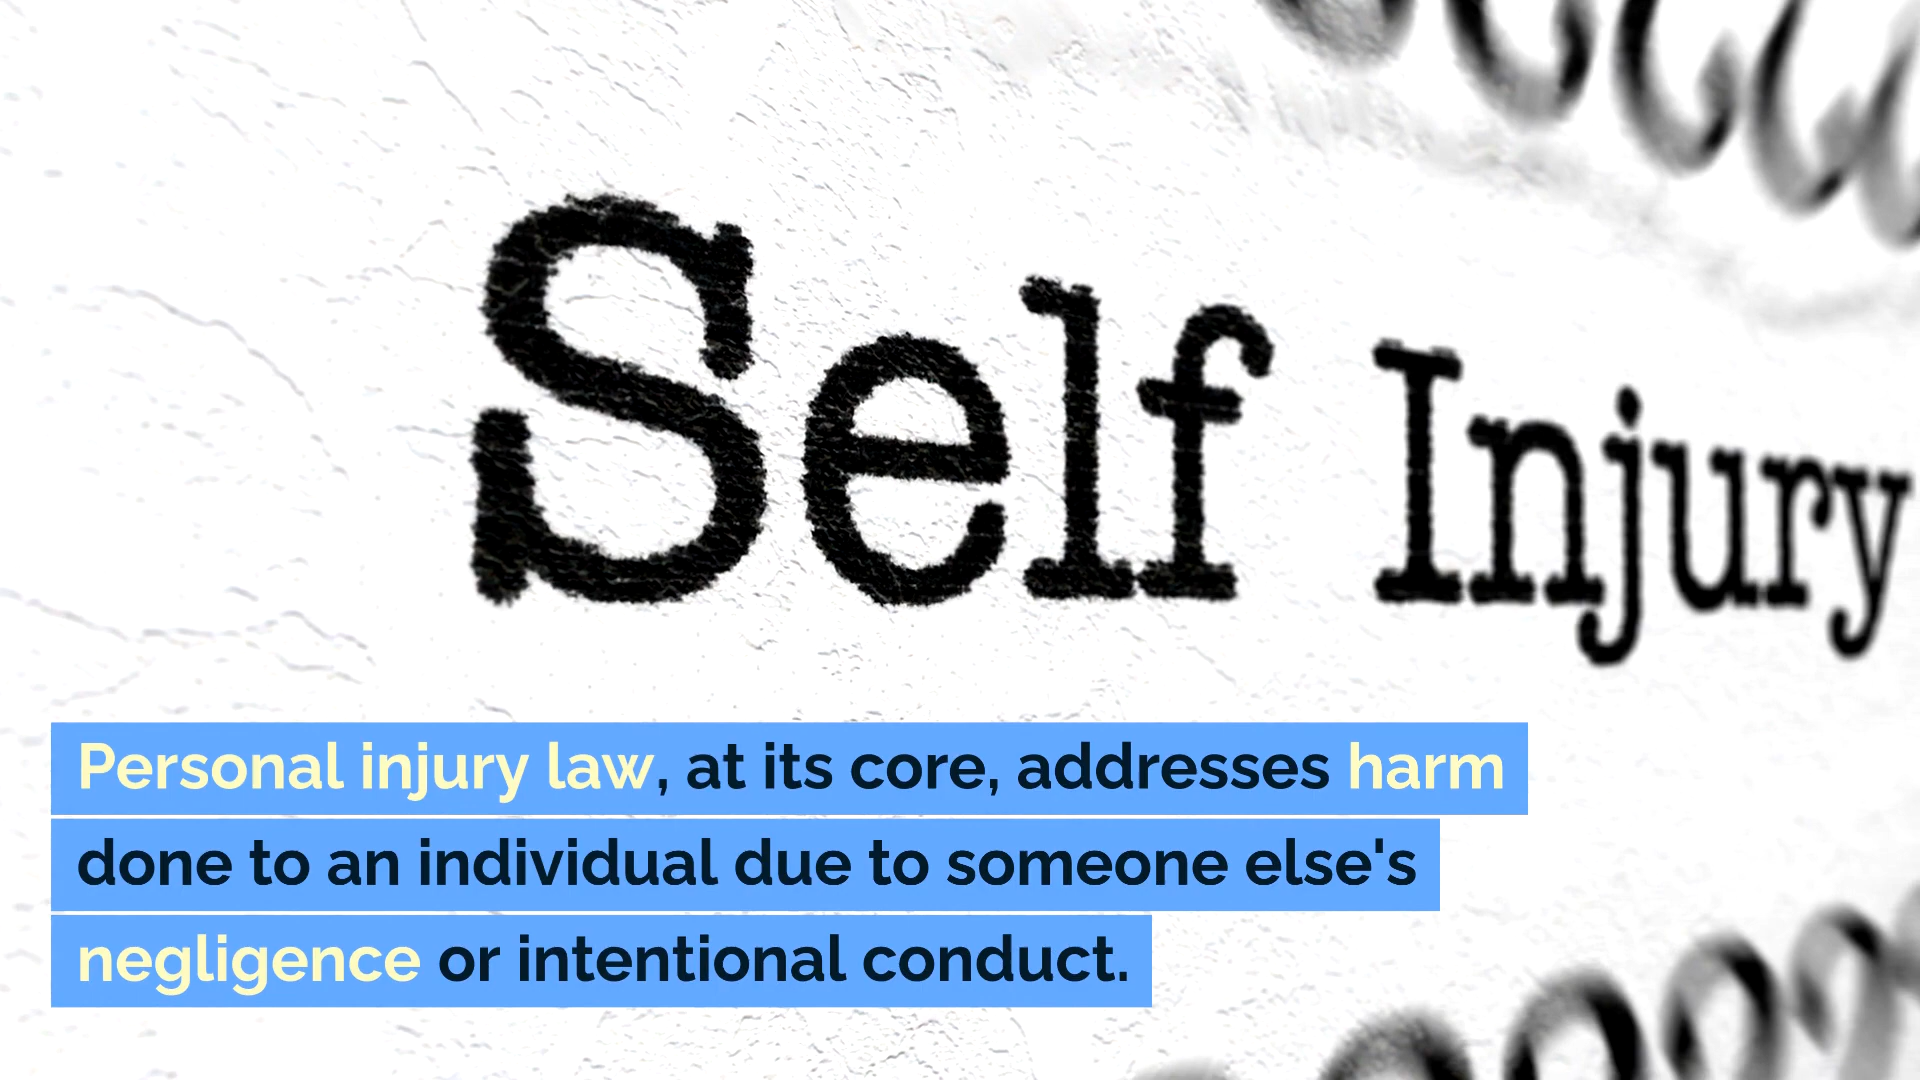 Self Injury
Personal injury law, at its core, addresses harm
done to an individual due to someone else's
negligence or intentional conduct.